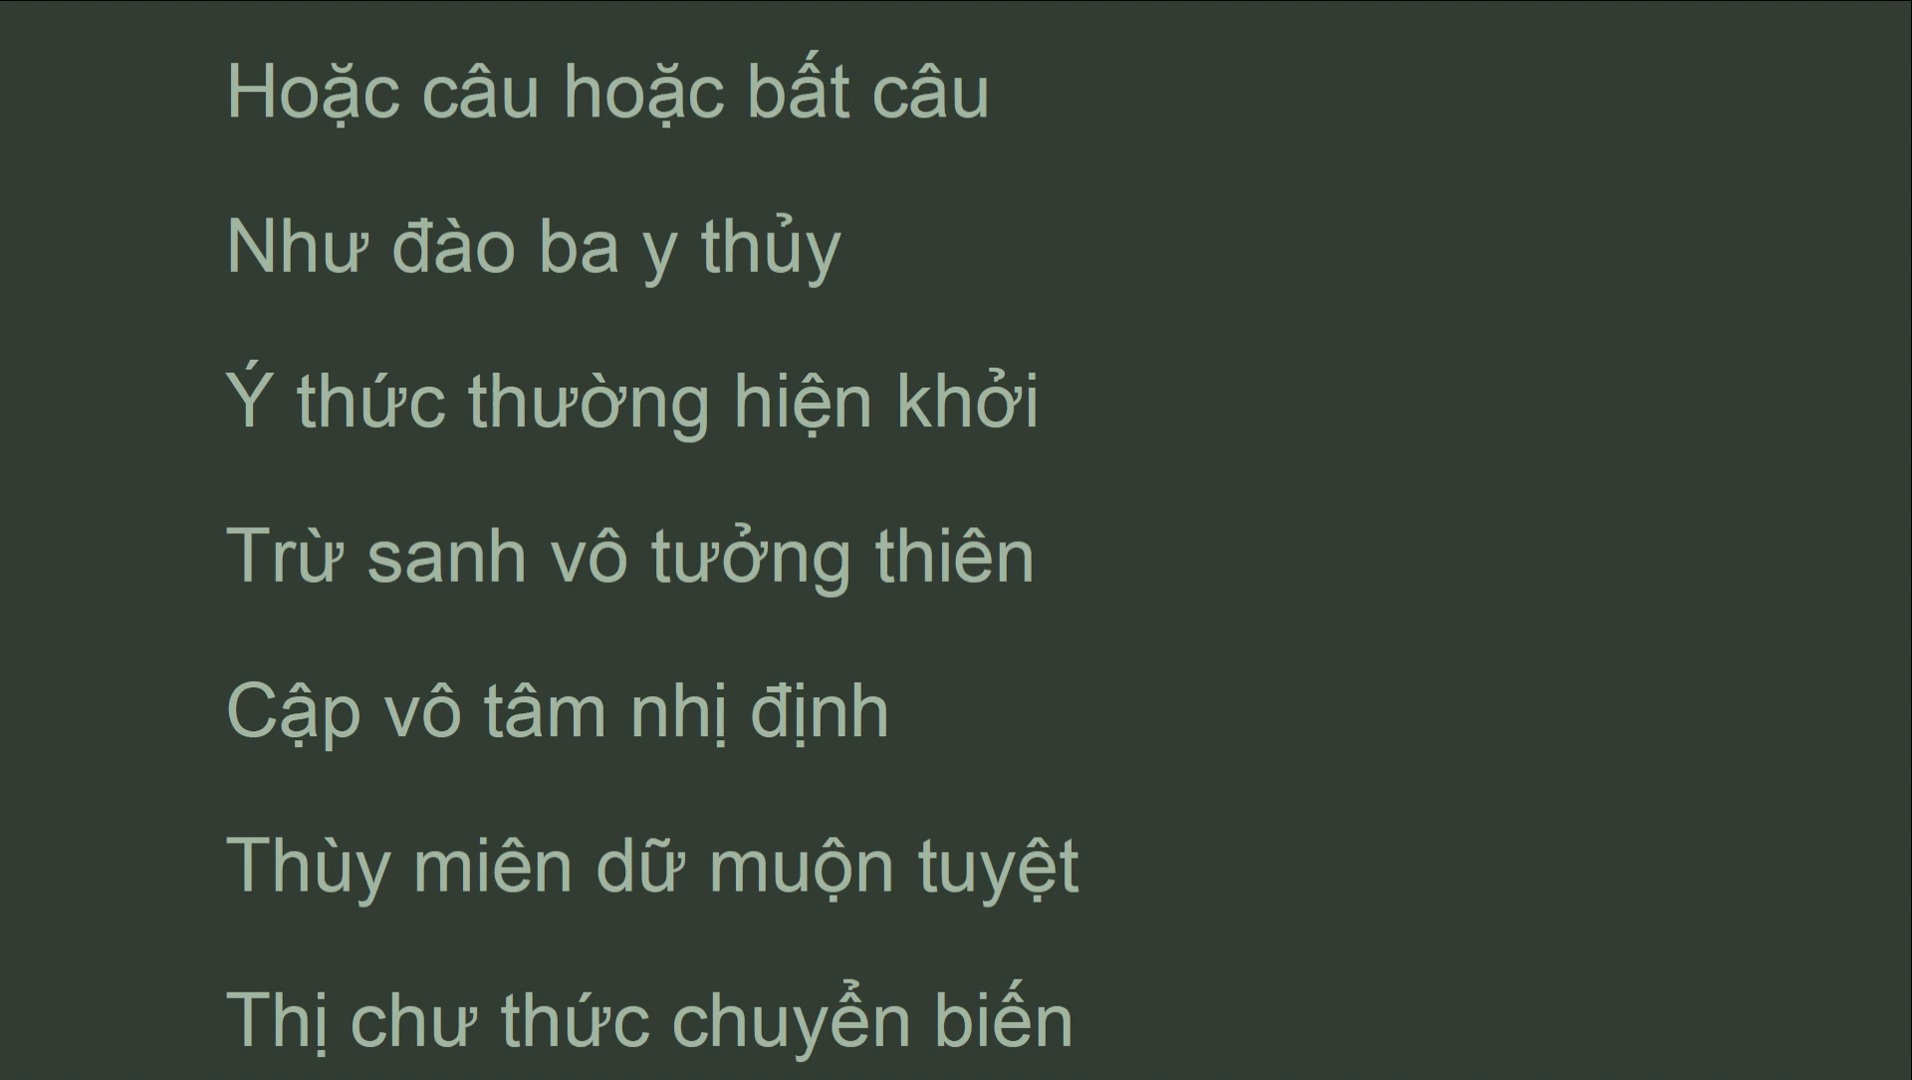 Hoặc câu hoặc bất câu
Như đào ba y thủy
Ý thức thường hiện khởi
Trừ sanh vô tưởng thiên
Cập vô tâm nhị định
Thùy miên dữ muộn tuyệt
Thị chư thức chuyển biến